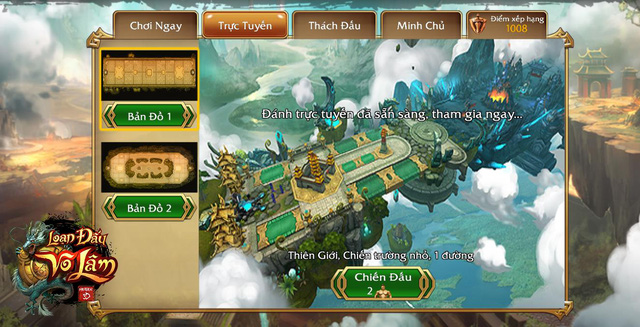 Chơi Ngay
Trực Tuyến
Thách Đấu
Minh Chủ
Điểm xếp hạng
1008
Bản Đồ 1
Bản Đồ 2
Đánh trực tuyến đã sẵn sàng, tham gia ngay...
Thiên Giới, Chiến trường nhỏ, 1 đường
Chiến Đấu
2
Loạn Đấu
Võ Lâm